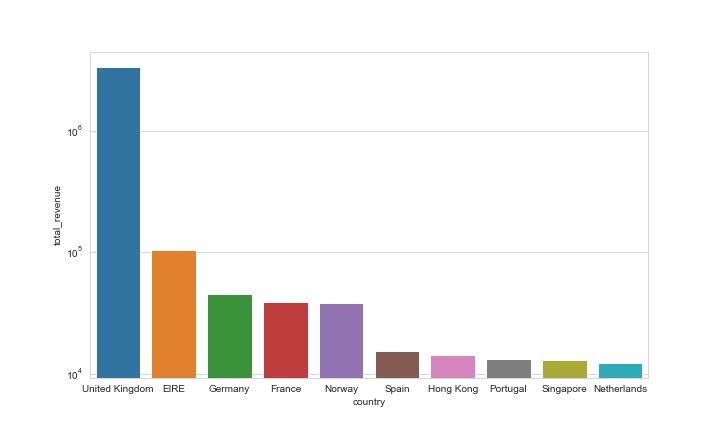 total_revenue
10^6
10^5
10^4
United Kingdom EIRE Germany France Norway Spain Hong Kong Portugal Singapore Netherlands
country